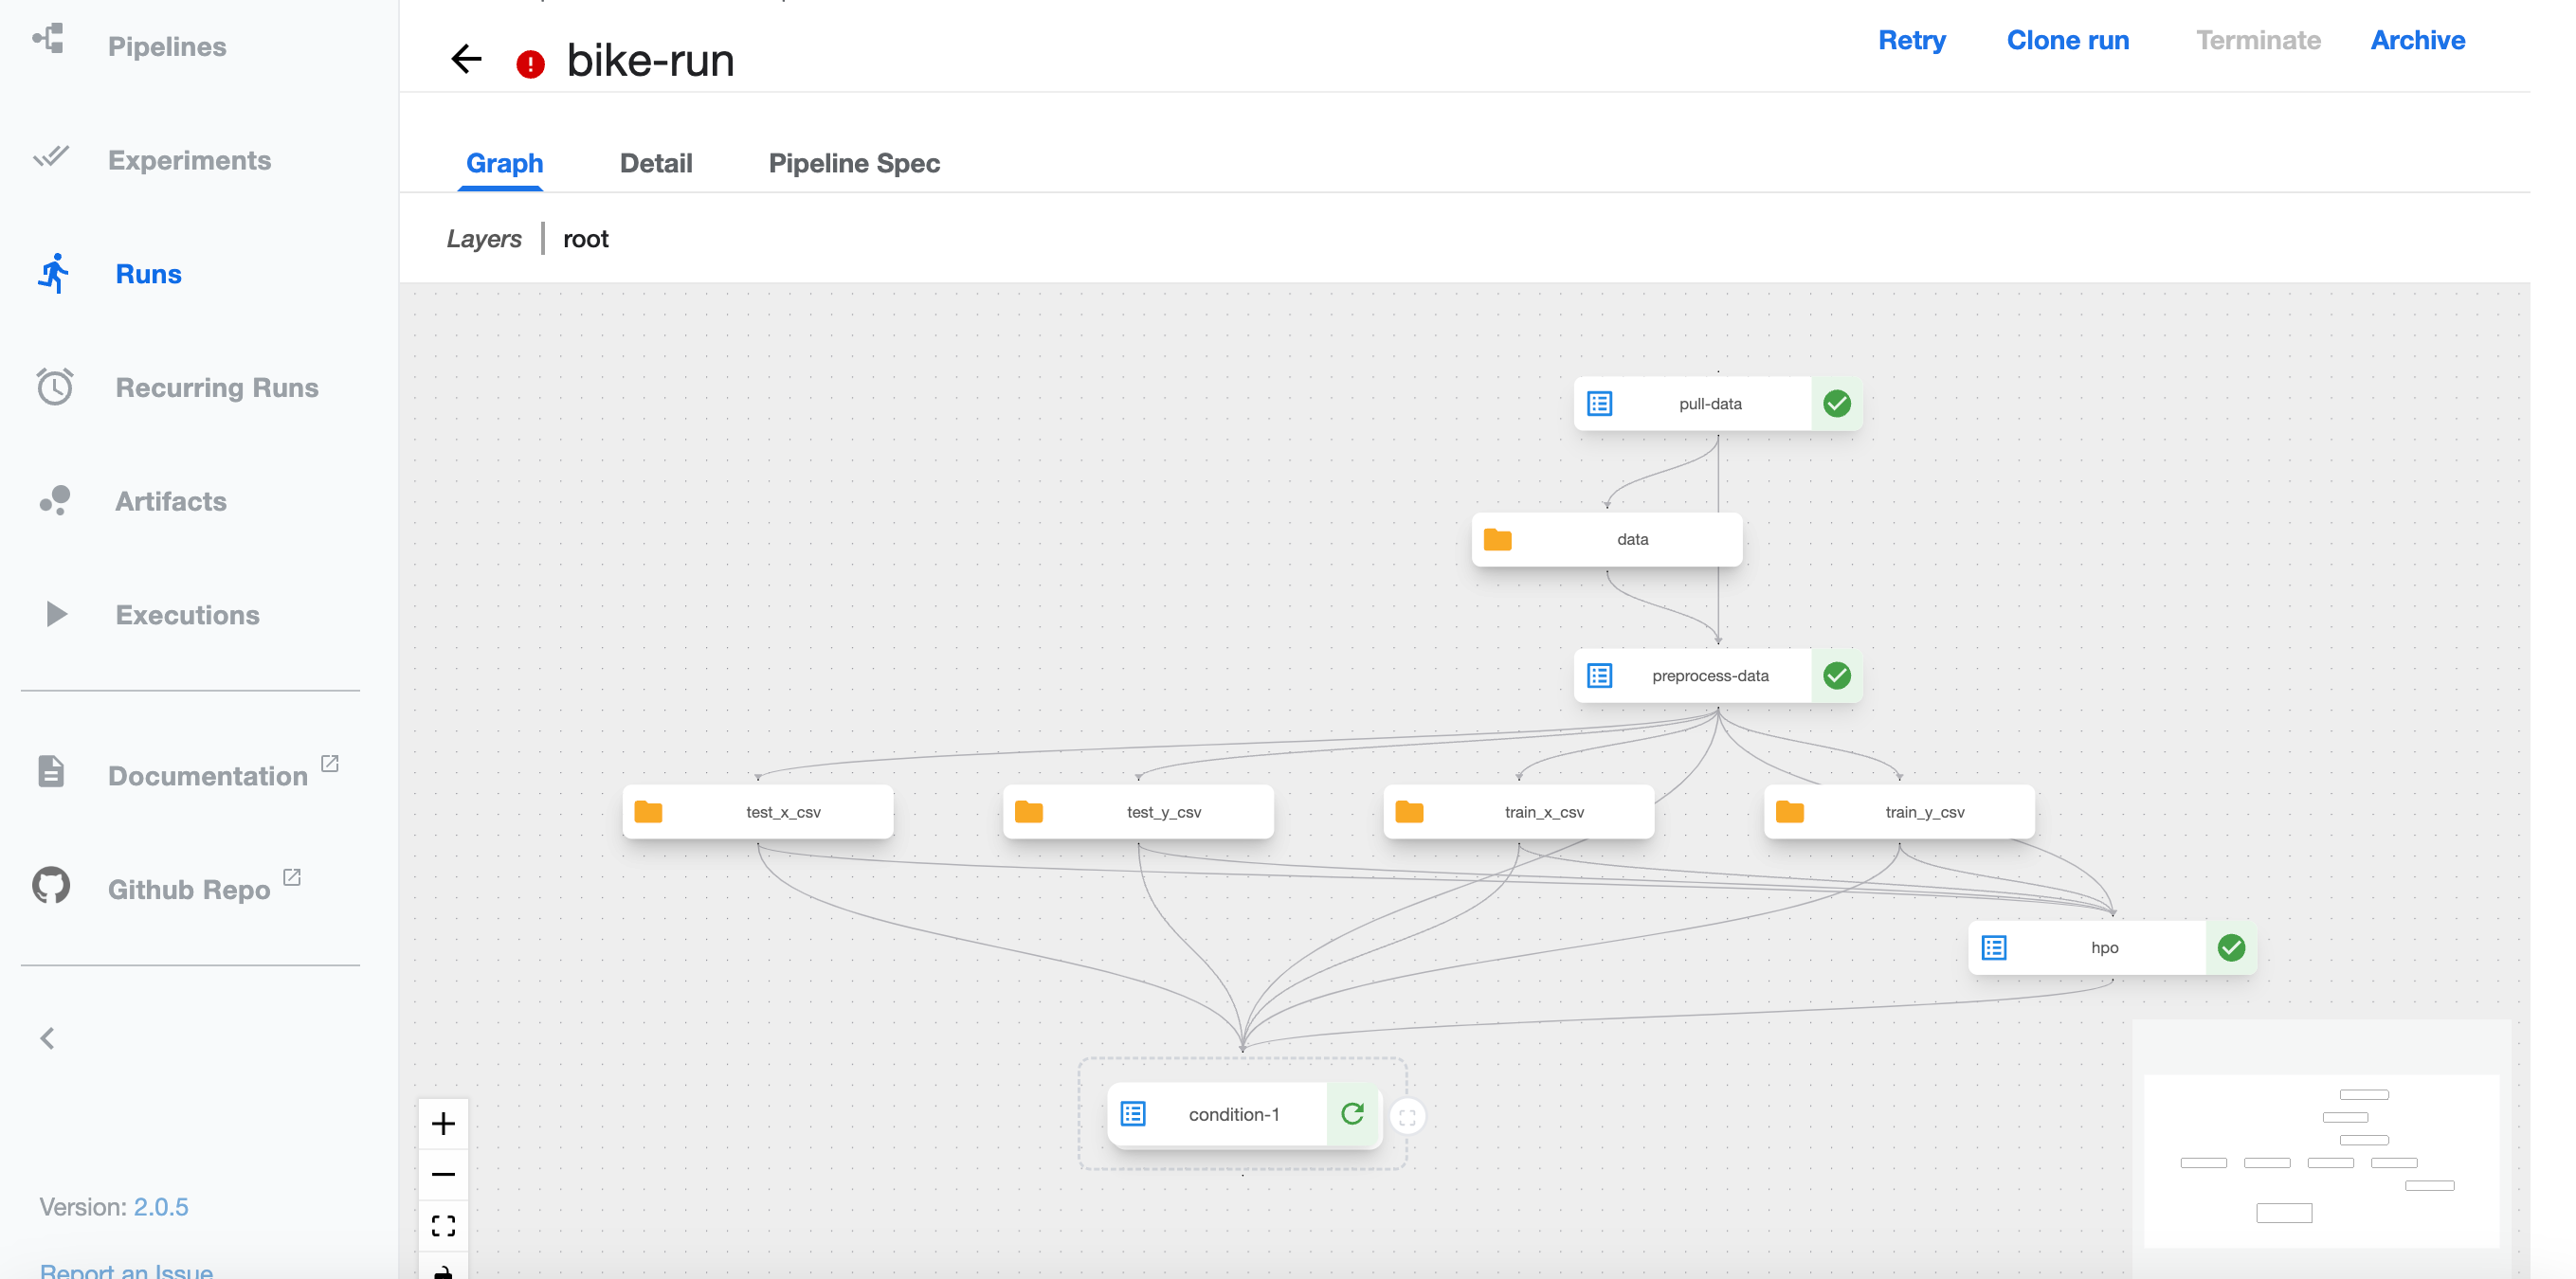 Pipelines
Experiments
Runs
Recurring Runs
Artifacts
Executions
Documentation
Github Repo
Version: 2.0.5
Report an Issue
bike-run
Retry
Clone run
Terminate
Archive
Graph
Detail
Pipeline Spec
Layers
root
pull-data
data
preprocess-data
test_x_csv
test_y_csv
train_x_csv
train_y_csv
hpo
condition-1